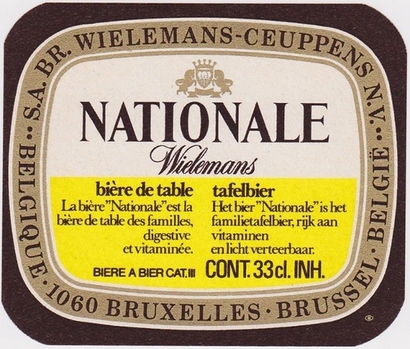 S.A. BR. WIELEMANS-CEUPPENS N.V.
NATIONALE
Wielemans
bière de table
La bière "Nationale" est la
bière de table des familles,
digestive
et vitaminée.
tafelbier
Het bier "Nationale" is het
familietafelbier, rijk aan
vitaminen
en licht verteerbaar.
BIERE A BIER CAT. III CONT. 33 cl. INH.
BELGIQUE · 1060 BRUXELLES · BRUSSEL · BELGIË
®